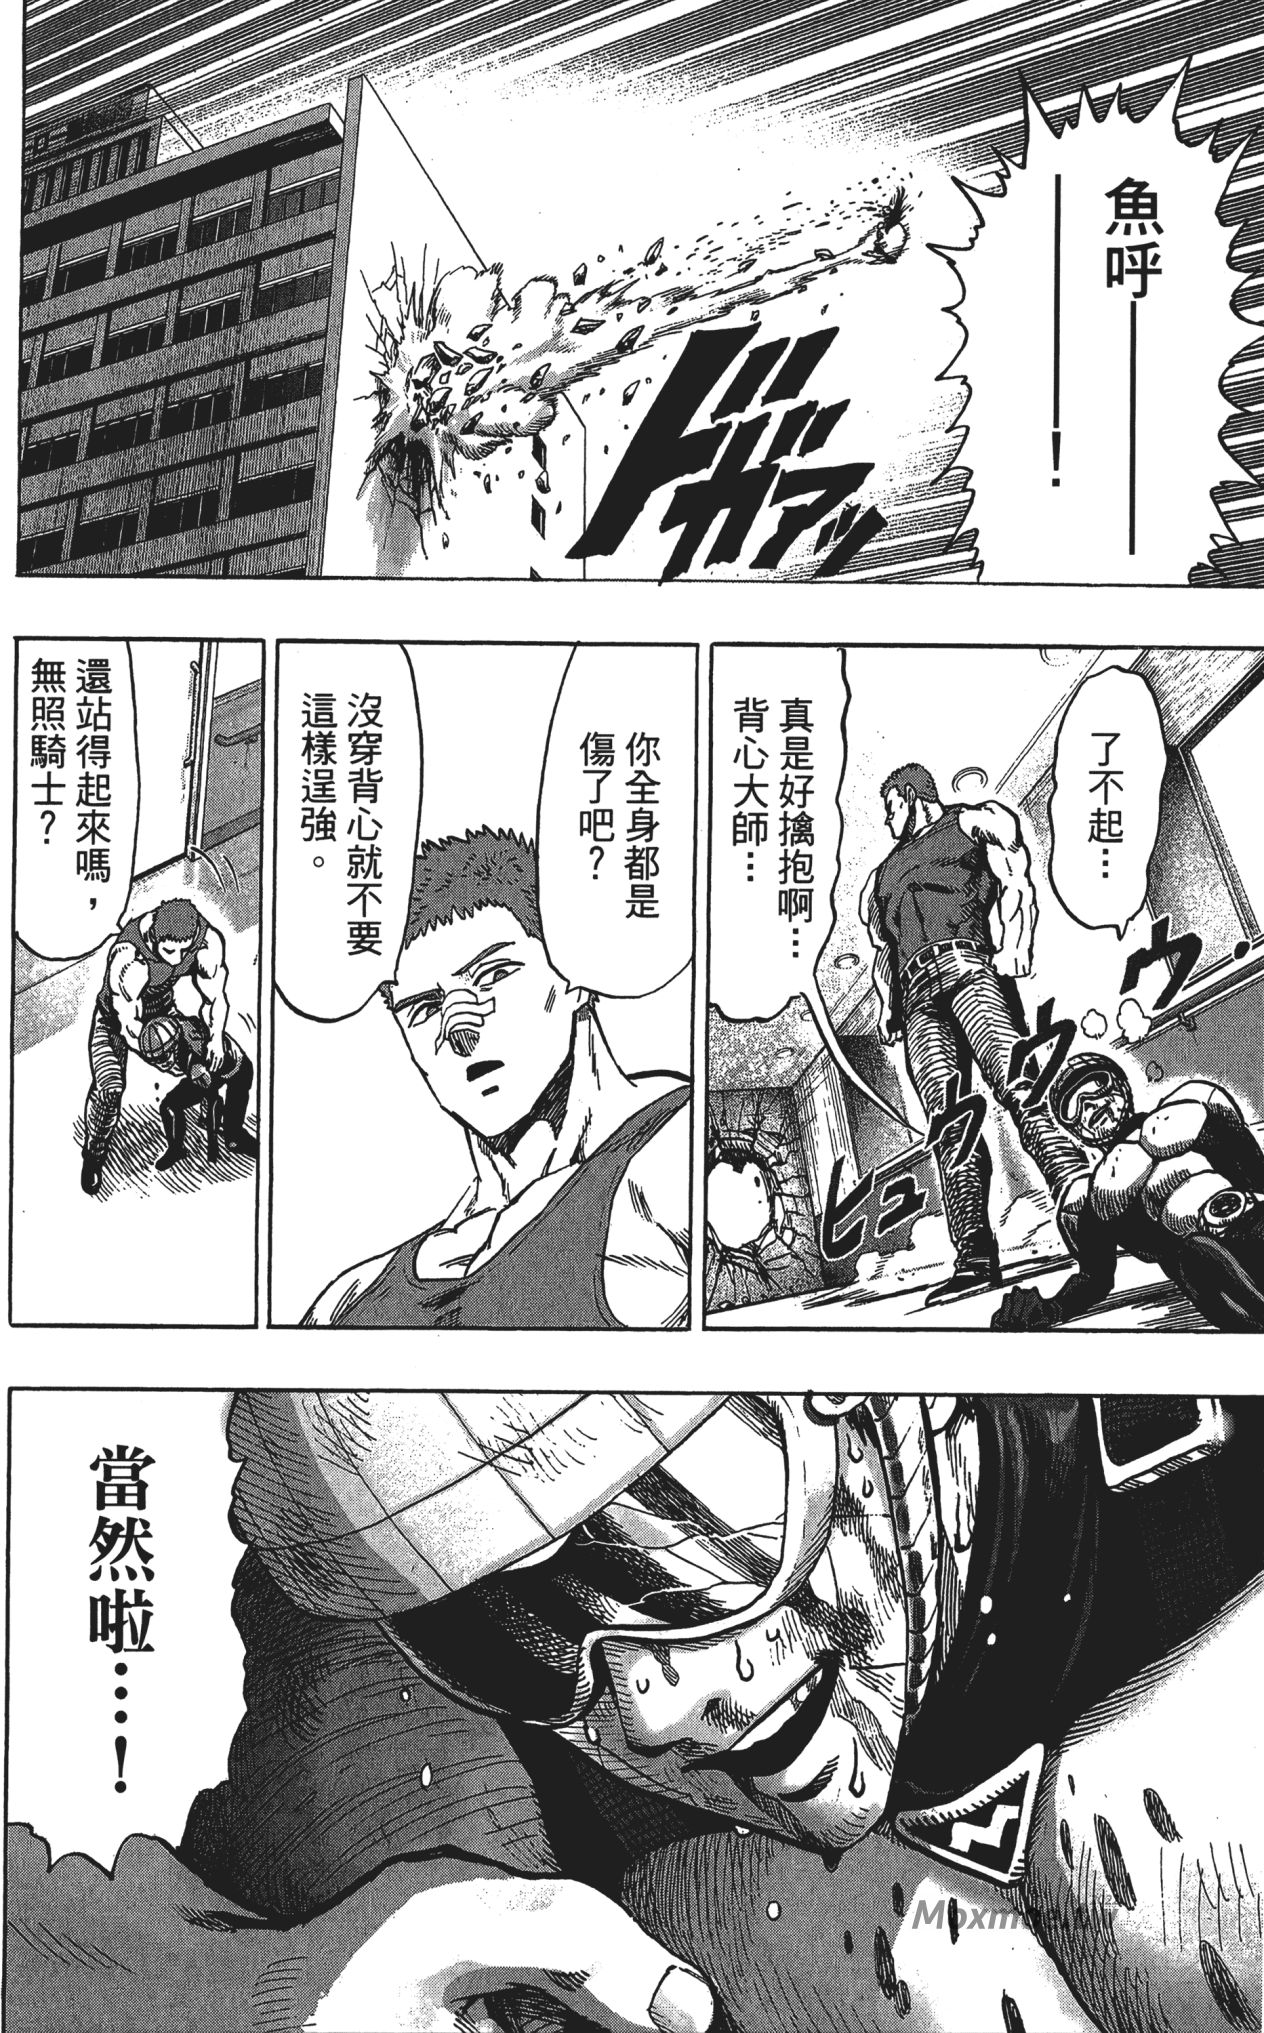 魚呼——
——！
ドガアッ
了不起…
真是好擒抱啊…
背心大師…
ウ
ウ
ウ
ヒュ
你全身都是
傷了吧？
沒穿背心就不要
這樣逞強。
還站得起來嗎，
無照騎士？
當然啦…！